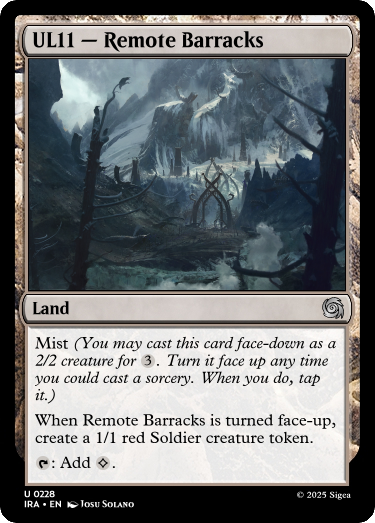 UL11 — Remote Barracks
Land
Mist (You may cast this card face-down as a
2/2 creature for 3. Turn it face up any time
you could cast a sorcery. When you do, tap
it.)
When Remote Barracks is turned face-up,
create a 1/1 red Soldier creature token.
: Add .
U 0228
IRA • EN Josu Solano
© 2025 Sigea